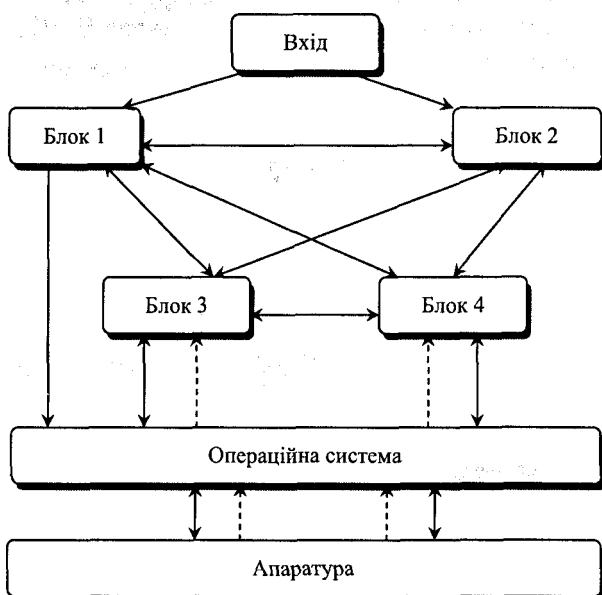 Вхід
Блок 1
Блок 2
Блок 3
Блок 4
Операційна система
Апаратура